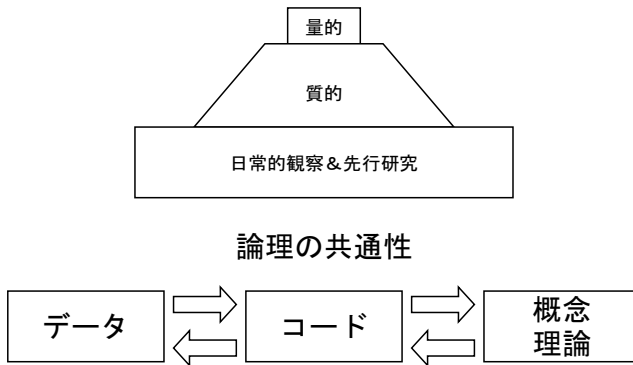 量的
質的
日常的観察＆先行研究
論理の共通性
データ
コード
概念
理論